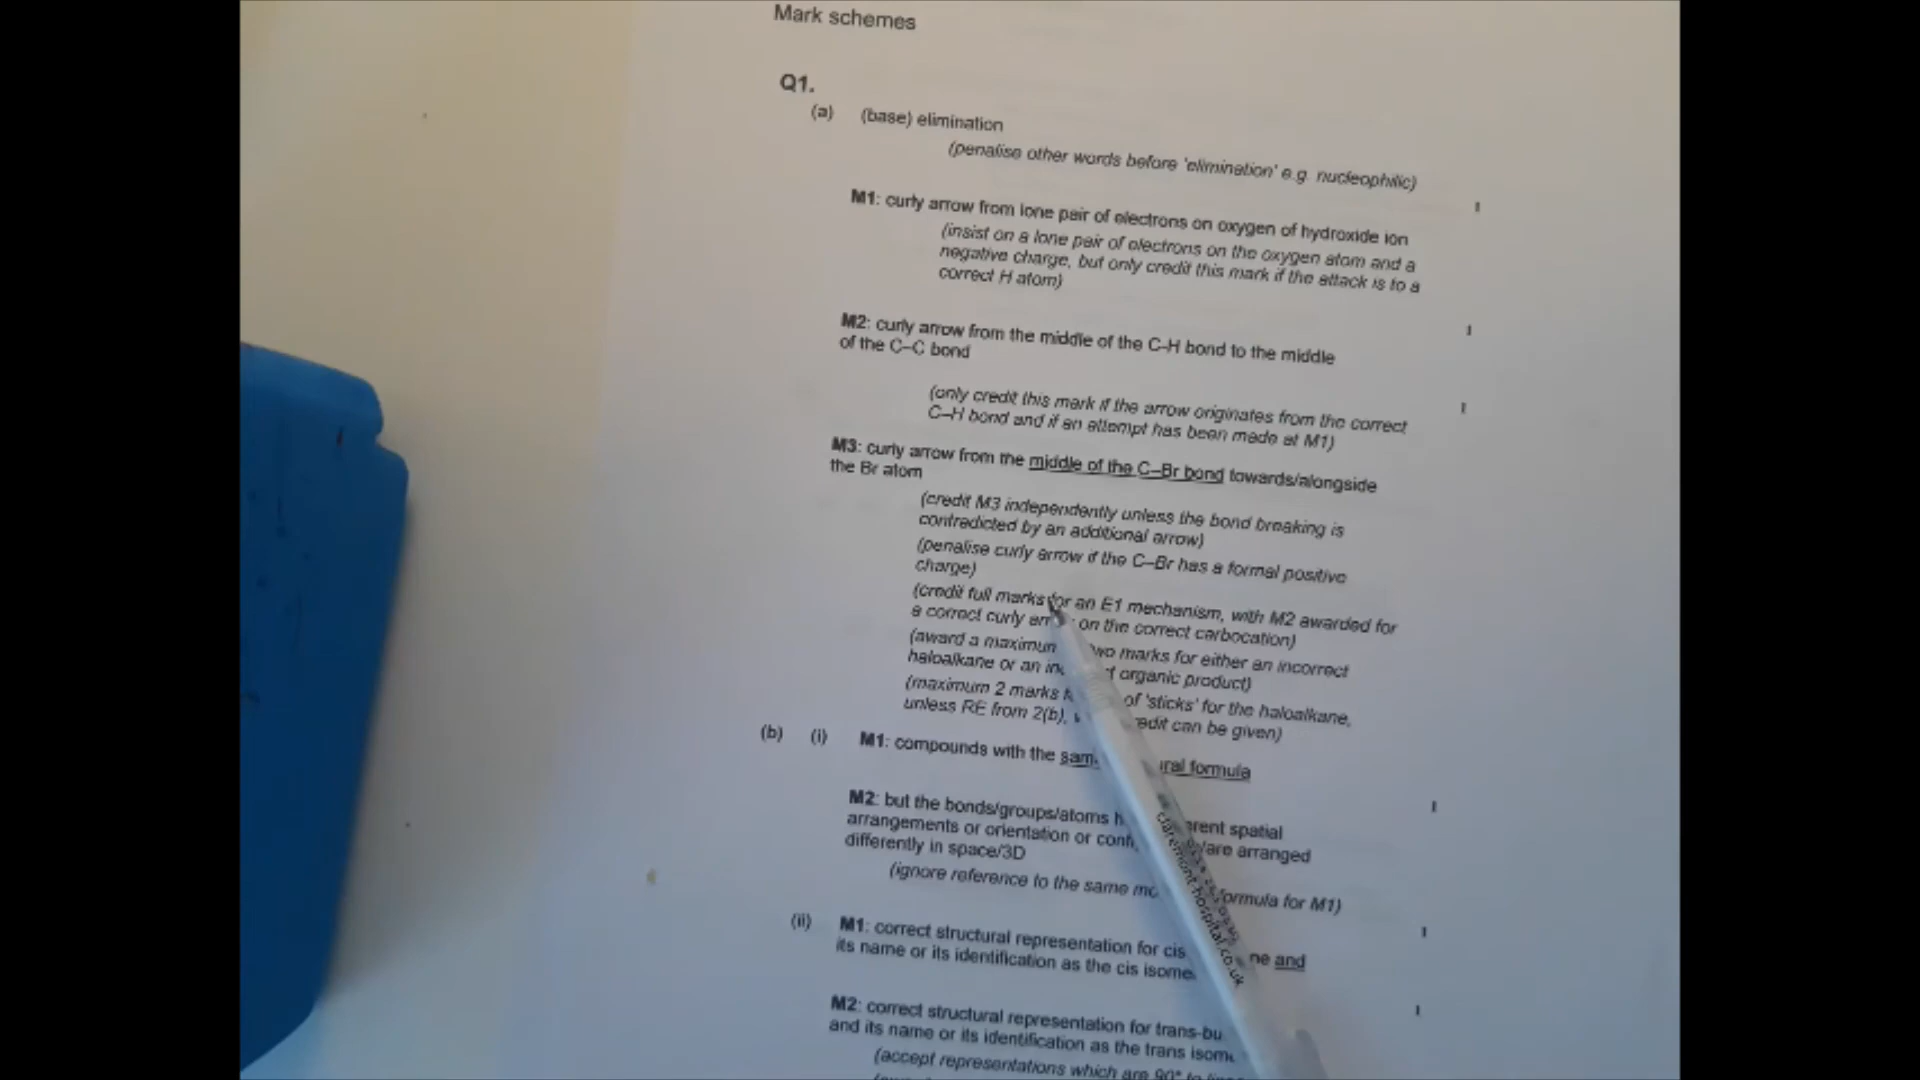 Mark schemes
Q1.
(a) (base) elimination
(penalise other words before 'elimination' e.g. nucleophilic)
1
M1: curly arrow from lone pair of electrons on oxygen of hydroxide ion
(insist on a lone pair of electrons on the oxygen atom and a
negative charge, but only credit this mark if the attack is to a
correct H atom)
1
M2: curly arrow from the middle of the C–H bond to the middle
of the C–C bond
1
(only credit this mark if the arrow originates from the correct
C–H bond and if an attempt has been made at M1)
M3: curly arrow from the middle of the C–Br bond towards/alongside
the Br atom
(credit M3 independently unless the bond breaking is
contradicted by an additional arrow)
(penalise curly arrow if the C–Br has a formal positive
charge)
(credit full marks for an E1 mechanism, with M2 awarded for
a correct curly on the correct carbocation)
(award a maximum two marks for either an incorrect
haloalkane or an organic product)
(maximum 2 marks of 'sticks' for the haloalkane,
unless RE from 2(b), can be given)
(b) (i) M1: compounds with the formula
1
M2: but the bonds/groups/atoms spatial
arrangements or orientation or arranged
differently in space/3D
(ignore reference to the same formula for M1)
1
(ii) M1: correct structural representation for cis and
its name or its identification as the cis
1
M2: correct structural representation for
and its name or its identification as the trans
(accept representations which are 90° to
claremont-hospital.co.uk